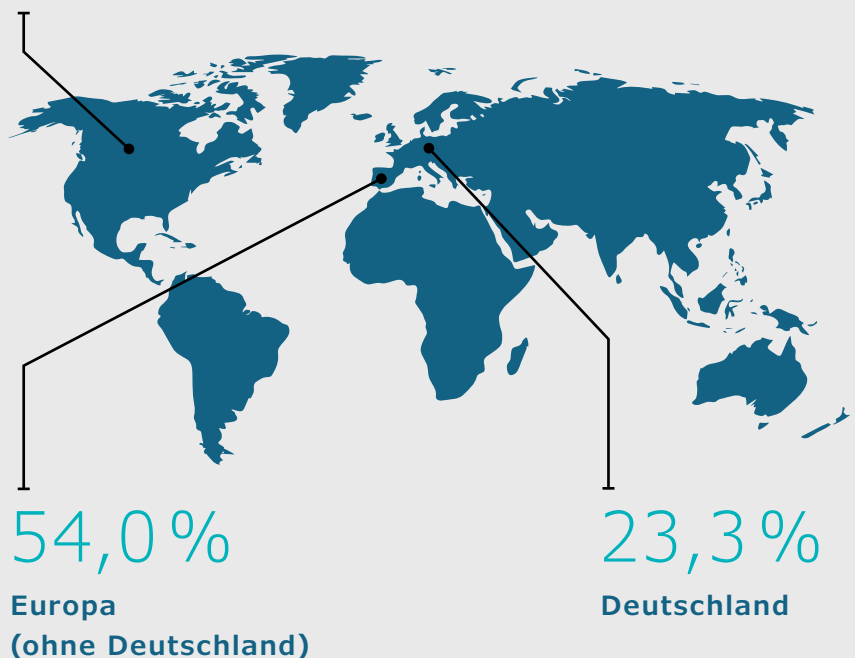 54,0 %
Europa
(ohne Deutschland)
23,3 %
Deutschland